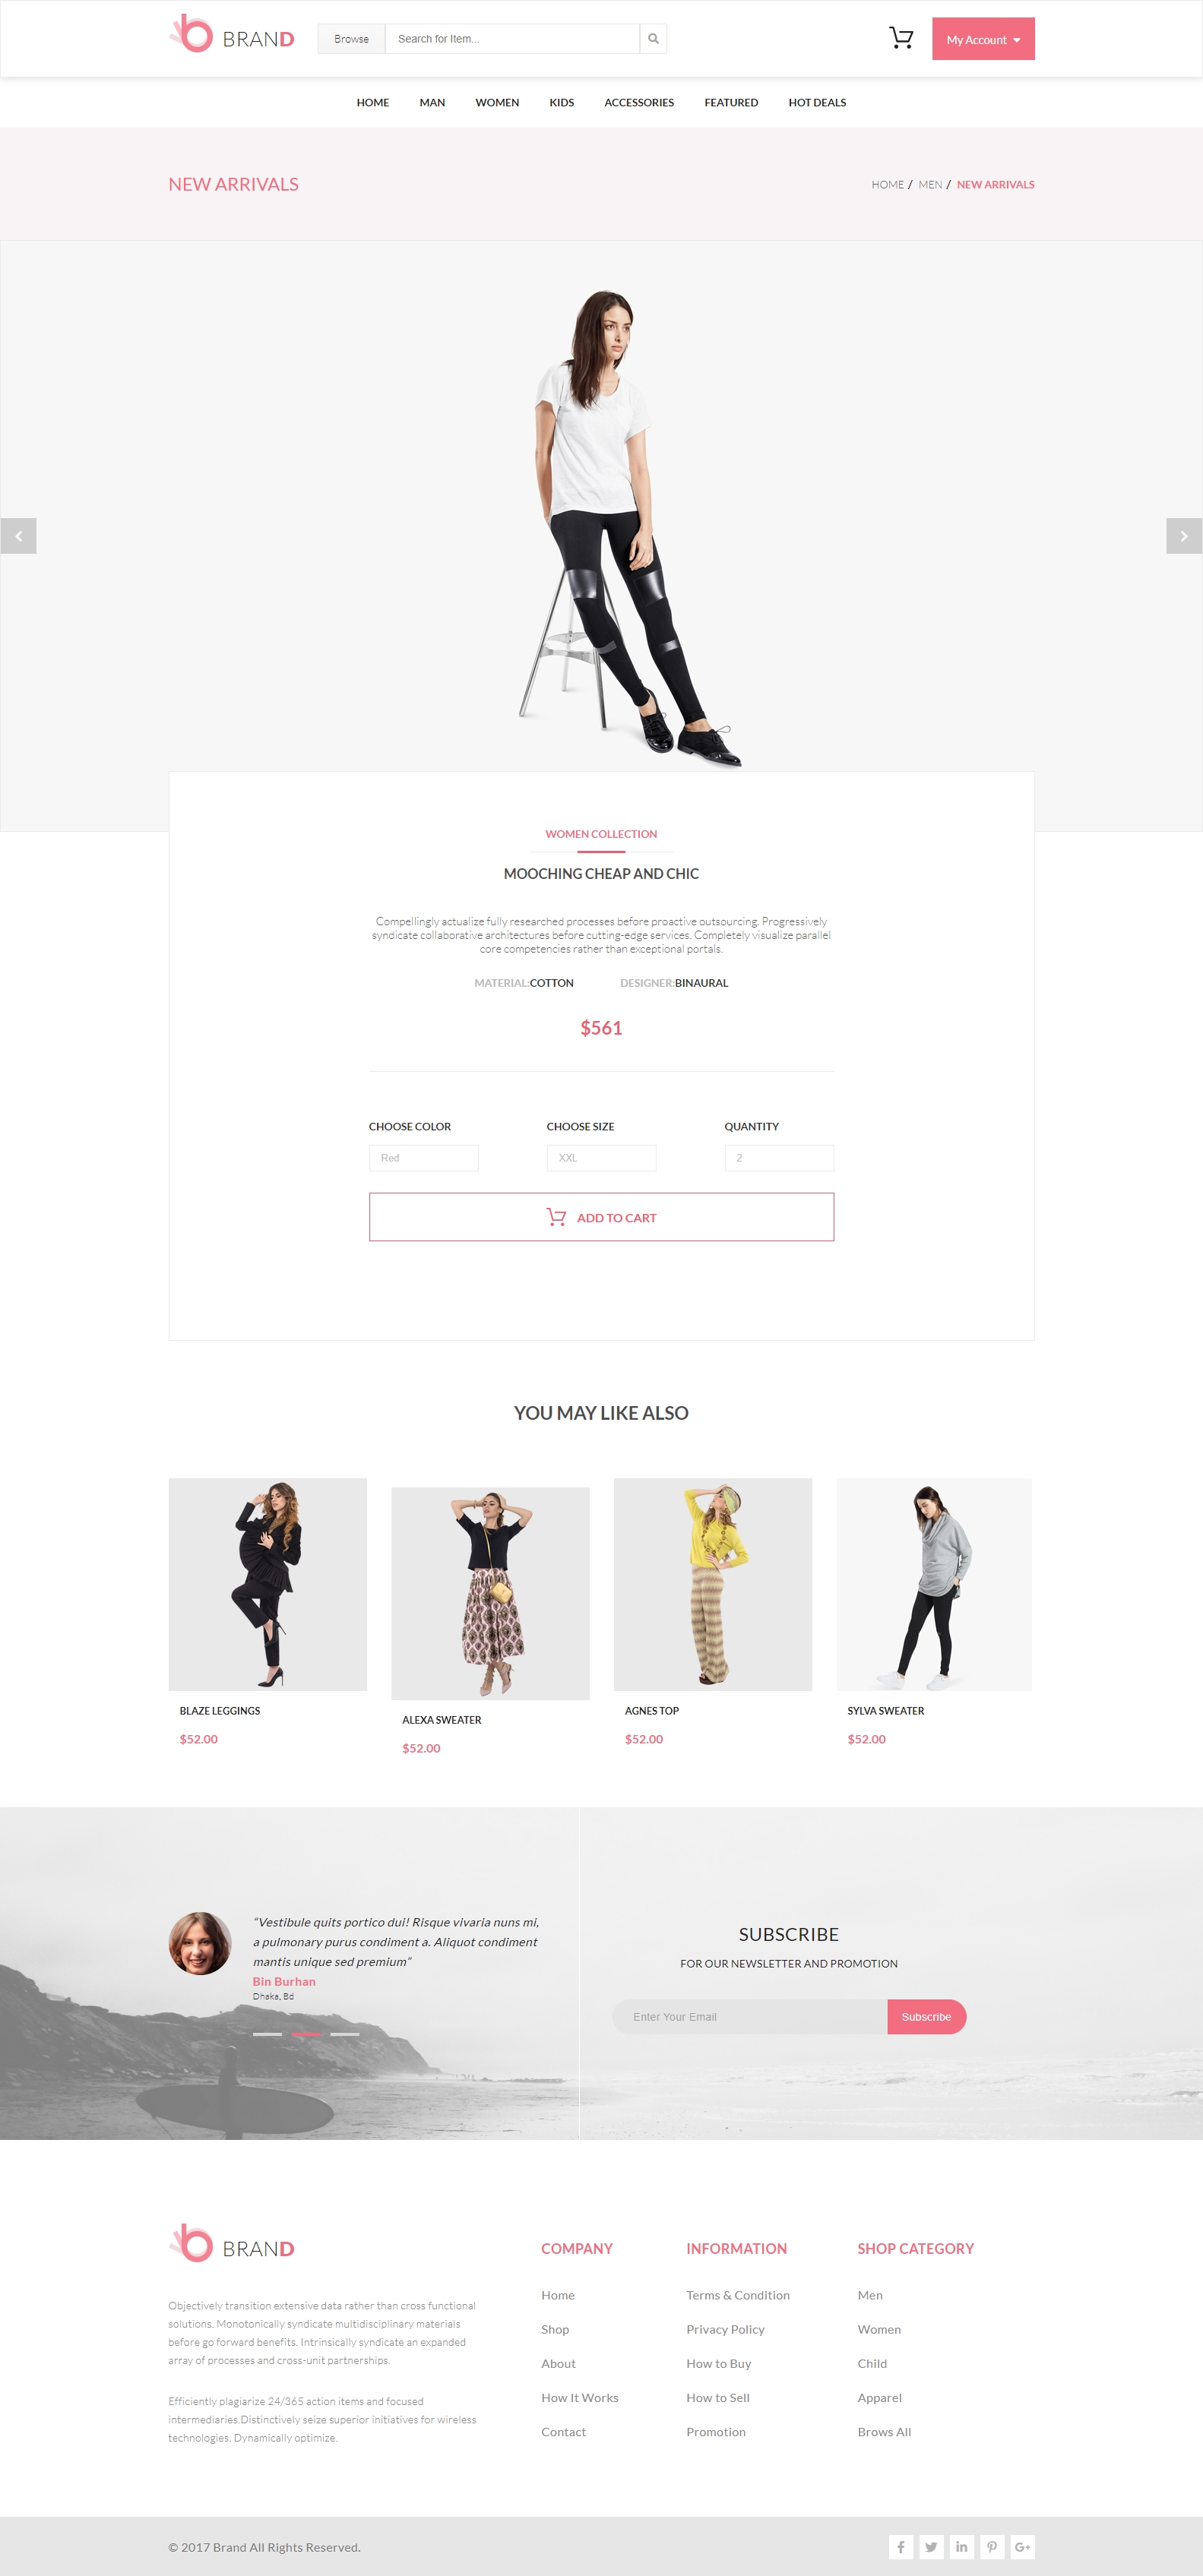 BRAND
Browse
Search for Item...
My Account
HOME MAN WOMEN KIDS ACCESSORIES FEATURED HOT DEALS
NEW ARRIVALS
HOME / MEN / NEW ARRIVALS
WOMEN COLLECTION
MOOCHING CHEAP AND CHIC
Compellingly actualize fully researched processes before proactive outsourcing. Progressively
syndicate collaborative architectures before cutting-edge services. Completely visualize parallel
core competencies rather than exceptional portals.
MATERIAL:COTTON DESIGNER:BINAURAL
$561
CHOOSE COLOR CHOOSE SIZE QUANTITY
Red XXL 2
ADD TO CART
YOU MAY LIKE ALSO
BLAZE LEGGINGS
$52.00
ALEXA SWEATER
$52.00
AGNES TOP
$52.00
SYLVA SWEATER
$52.00
“Vestibule quits portico dui! Risque vivaria nuns mi,
a pulmonary purus condiment a. Aliquot condiment
mantis unique sed premium”
Bin Burhan
Dhaka, Bd
SUBSCRIBE
FOR OUR NEWSLETTER AND PROMOTION
Enter Your Email Subscribe
BRAND
Objectively transition extensive data rather than cross functional
solutions. Monotonically syndicate multidisciplinary materials
before go forward benefits. Intrinsically syndicate an expanded
array of processes and cross-unit partnerships.
Efficiently plagiarize 24/365 action items and focused
intermediaries.Distinctively seize superior initiatives for wireless
technologies. Dynamically optimize.
COMPANY
Home
Shop
About
How It Works
Contact
INFORMATION
Terms & Condition
Privacy Policy
How to Buy
How to Sell
Promotion
SHOP CATEGORY
Men
Women
Child
Apparel
Brows All
© 2017 Brand All Rights Reserved.